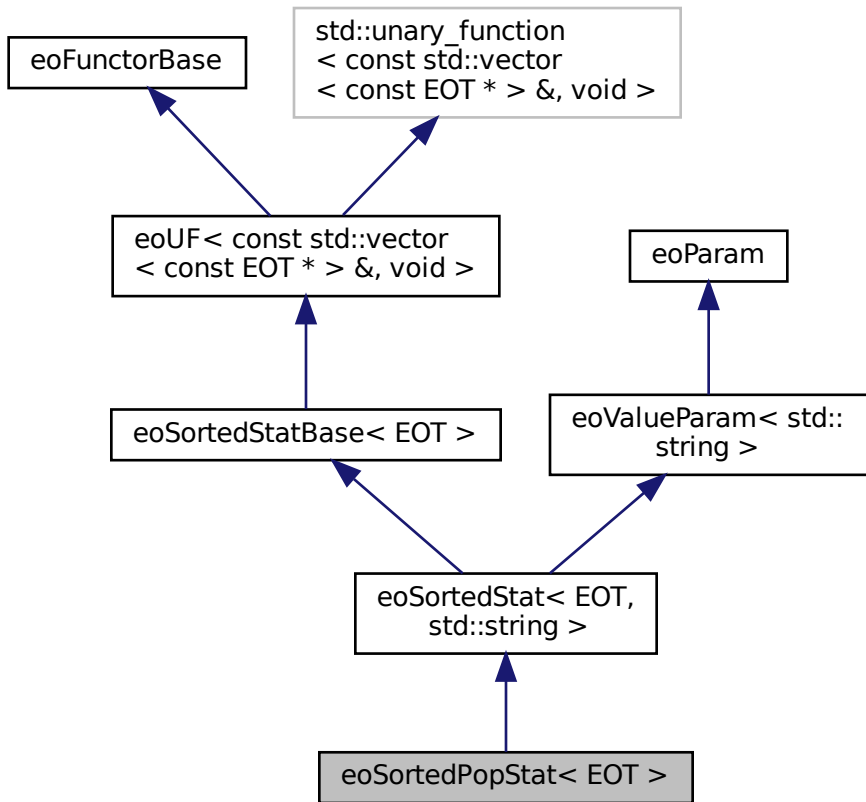 std::unary_function
< const std::vector
< const EOT * > &, void >
eoFunctorBase
eoUF< const std::vector
< const EOT * > &, void >
eoParam
eoSortedStatBase< EOT >
eoValueParam< std::
string >
eoSortedStat< EOT,
std::string >
eoSortedPopStat< EOT >